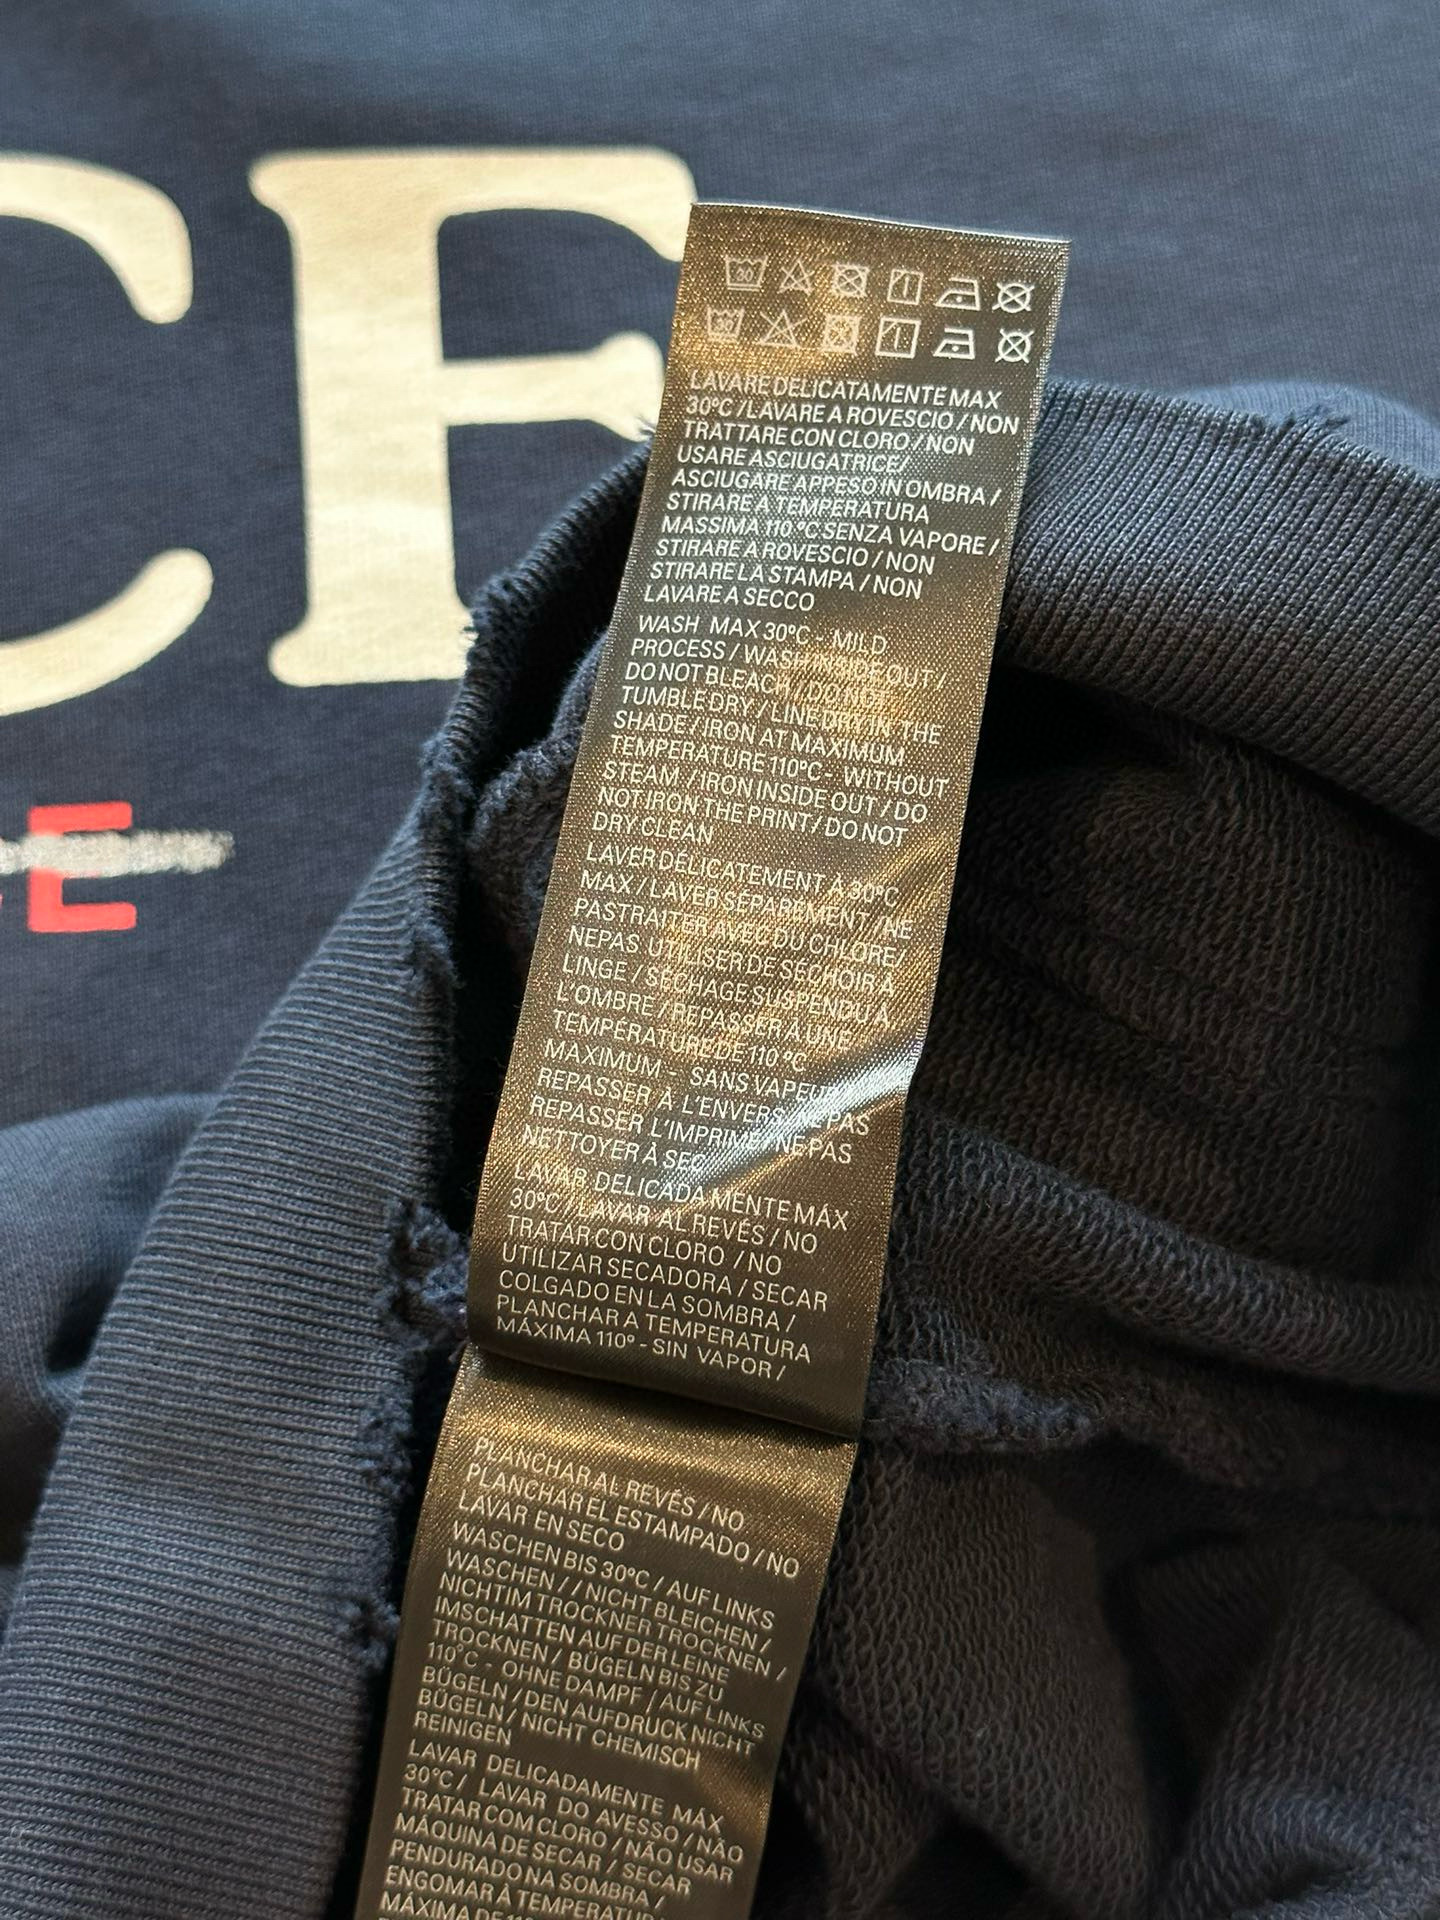 CE
E
30
30
LAVARE DELICATAMENTE MAX
30°C / LAVARE A ROVESCIO / NON
TRATTARE CON CLORO / NON
USARE ASCIUGATRICE/
ASCIUGARE APPESO IN OMBRA /
STIRARE A TEMPERATURA
MASSIMA 110 °C SENZA VAPORE /
STIRARE A ROVESCIO / NON
STIRARE LA STAMPA / NON
LAVARE A SECCO
WASH MAX 30°C - MILD
PROCESS / WASH INSIDE OUT /
DO NOT BLEACH / DO NOT
TUMBLE DRY / LINE DRY IN THE
SHADE / IRON AT MAXIMUM
TEMPERATURE 110°C - WITHOUT
STEAM / IRON INSIDE OUT / DO
NOT IRON THE PRINT / DO NOT
DRY CLEAN
LAVER DÉLICATEMENT À 30°C
MAX / LAVER SEPAREMENT / NE
PAS TRAITER AVEC DU CHLORE/
NE PAS UTILISER DE SÉCHOIR À
LINGE / SÉCHAGE SUSPENDU À
L'OMBRE / REPASSER À UNE
TEMPÉRATURE DE 110 °C
MAXIMUM - SANS VAPEUR
REPASSER À L'ENVERS / NE PAS
REPASSER L'IMPRIMÉ / NE PAS
NETTOYER À SEC
LAVAR DELICADAMENTE MÁX
30°C / LAVAR AL REVÉS / NO
TRATAR CON CLORO / NO
UTILIZAR SECADORA / SECAR
COLGADO EN LA SOMBRA /
PLANCHAR A TEMPERATURA
MÁXIMA 110° - SIN VAPOR /
PLANCHAR AL REVÉS / NO
PLANCHAR EL ESTAMPADO / NO
LAVAR EN SECO
WASCHEN BIS 30°C / AUF LINKS
WASCHEN / / NICHT BLEICHEN /
NICHT IM TROCKNER TROCKNEN /
IM SCHATTEN AUF DER LEINE
TROCKNEN / BÜGELN BIS ZU
110°C - OHNE DAMPF / AUF LINKS
BÜGELN / DEN AUFDRUCK NICHT
BÜGELN / NICHT CHEMISCH
REINIGEN
LAVAR DELICADAMENTE MÁX
30°C / LAVAR DO AVESSO / NÃO
TRATAR COM CLORO / NÃO USAR
MÁQUINA DE SECAR / SECAR
PENDURADO NA SOMBRA /
ENGOMAR À TEMPERATURA
MÁXIMA DE